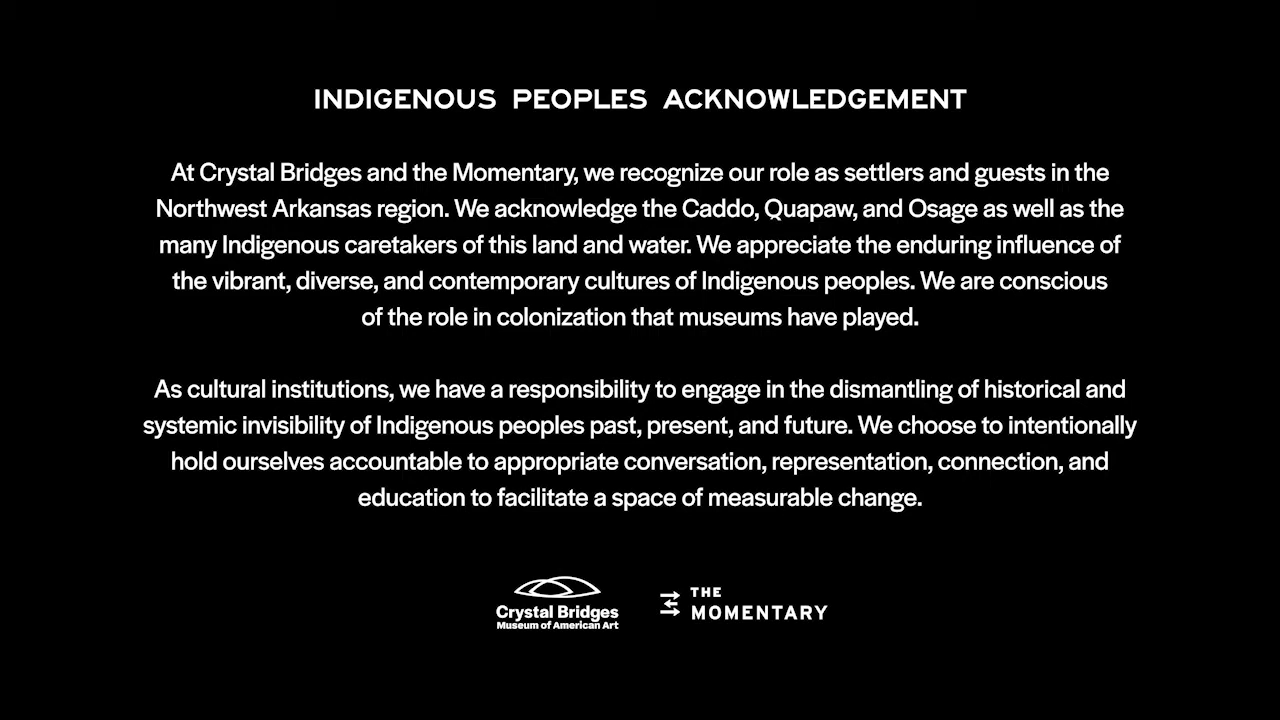 INDIGENOUS PEOPLES ACKNOWLEDGEMENT
At Crystal Bridges and the Momentary, we recognize our role as settlers and guests in the
Northwest Arkansas region. We acknowledge the Caddo, Quapaw, and Osage as well as the
many Indigenous caretakers of this land and water. We appreciate the enduring influence of
the vibrant, diverse, and contemporary cultures of Indigenous peoples. We are conscious
of the role in colonization that museums have played.
As cultural institutions, we have a responsibility to engage in the dismantling of historical and
systemic invisibility of Indigenous peoples past, present, and future. We choose to intentionally
hold ourselves accountable to appropriate conversation, representation, connection, and
education to facilitate a space of measurable change.
Crystal Bridges
Museum of American Art
THE
MOMENTARY